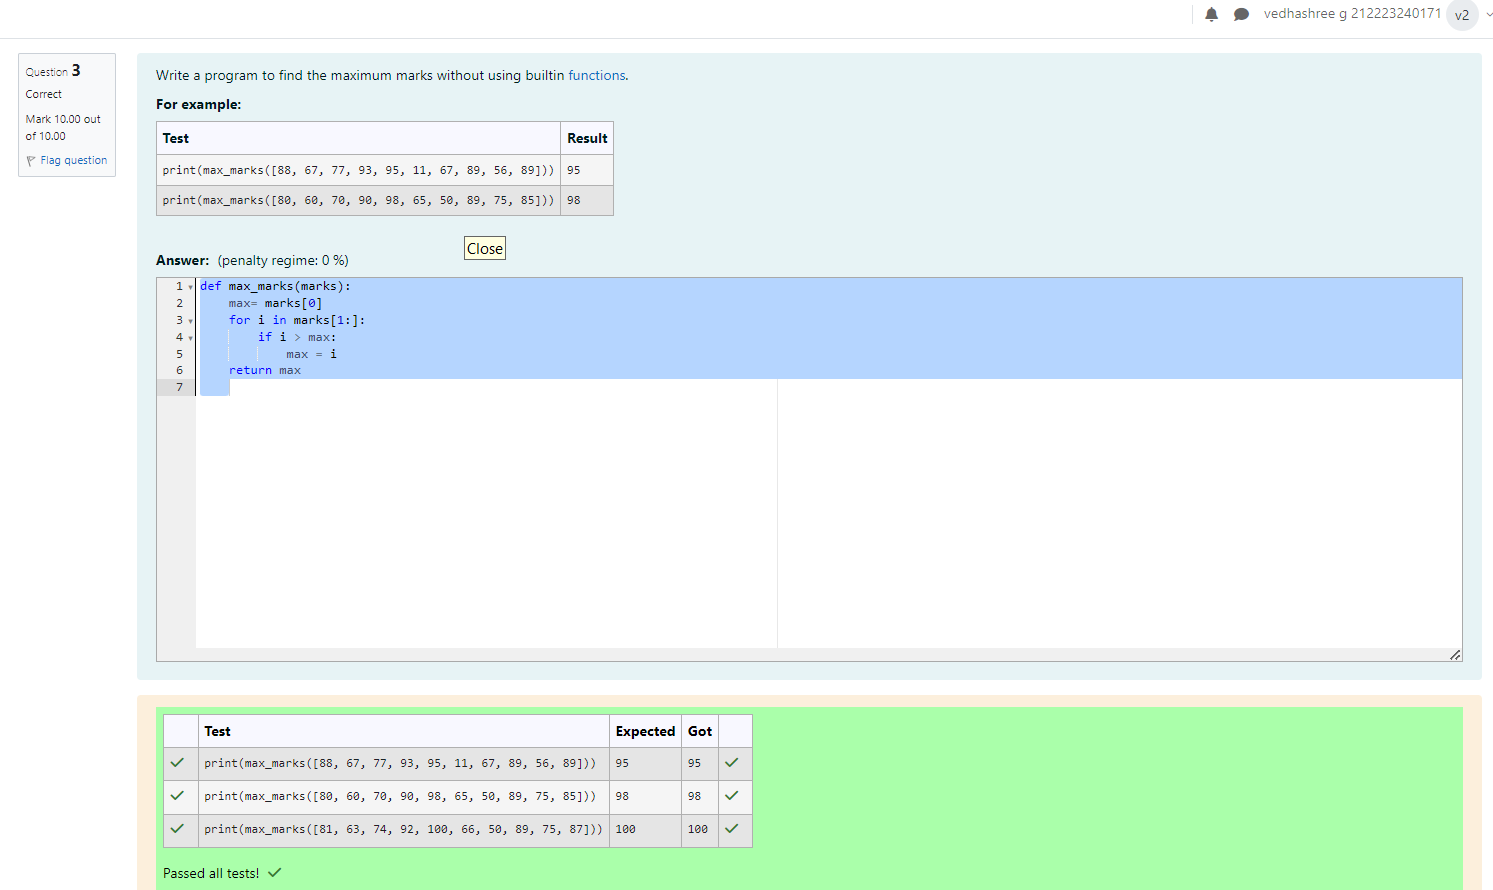 vedhashree g 212223240171 v2
Question 3
Correct
Mark 10.00 out
of 10.00
Flag question
Write a program to find the maximum marks without using builtin functions.
For example:
Test Result
print(max_marks([88, 67, 77, 93, 95, 11, 67, 89, 56, 89])) 95
print(max_marks([80, 60, 70, 90, 98, 65, 50, 89, 75, 85])) 98
Close
Answer: (penalty regime: 0 %)
1 def max_marks(marks):
2 max= marks[0]
3 for i in marks[1:]:
4 if i > max:
5 max = i
6 return max
7
Test Expected Got
print(max_marks([88, 67, 77, 93, 95, 11, 67, 89, 56, 89])) 95 95
print(max_marks([80, 60, 70, 90, 98, 65, 50, 89, 75, 85])) 98 98
print(max_marks([81, 63, 74, 92, 100, 66, 50, 89, 75, 87])) 100 100
Passed all tests!